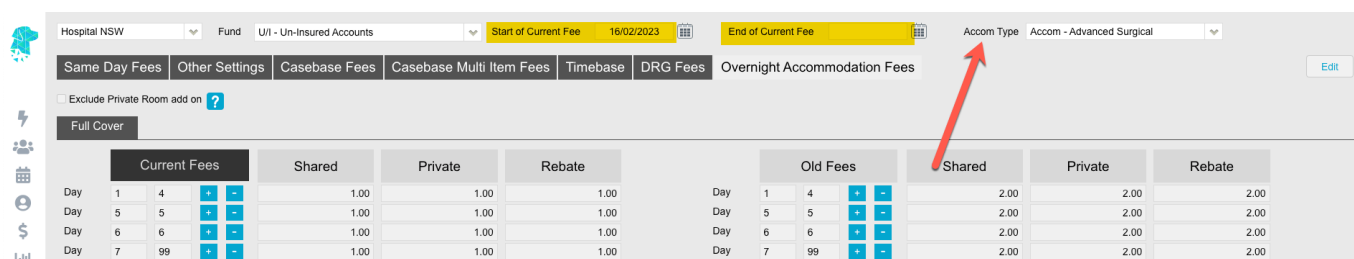 Hospital NSW Fund U/I - Un-Insured Accounts Start of Current Fee 16/02/2023 End of Current Fee Accom Type Accom - Advanced Surgical
Same Day Fees Other Settings Casebase Fees Casebase Multi Item Fees Timebase DRG Fees Overnight Accommodation Fees Edit
Exclude Private Room add on ?
Full Cover
Current Fees Shared Private Rebate Old Fees Shared Private Rebate
Day 1 4 + - 1.00 1.00 1.00 Day 1 4 + - 2.00 2.00 2.00
Day 5 5 + - 1.00 1.00 1.00 Day 5 5 + - 2.00 2.00 2.00
Day 6 6 + - 1.00 1.00 1.00 Day 6 6 + - 2.00 2.00 2.00
Day 7 99 + - 1.00 1.00 1.00 Day 7 99 + - 2.00 2.00 2.00